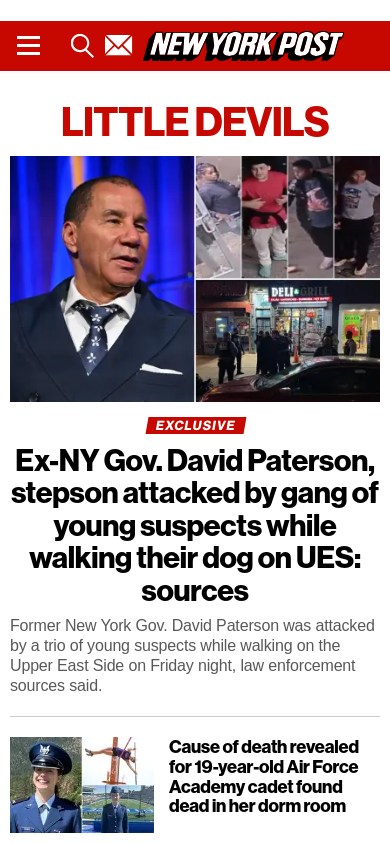 NEW YORK POST
LITTLE DEVILS
DELI GRILL
EXCLUSIVE
Ex-NY Gov. David Paterson,
stepson attacked by gang of
young suspects while
walking their dog on UES:
sources
Former New York Gov. David Paterson was attacked
by a trio of young suspects while walking on the
Upper East Side on Friday night, law enforcement
sources said.
Cause of death revealed
for 19-year-old Air Force
Academy cadet found
dead in her dorm room